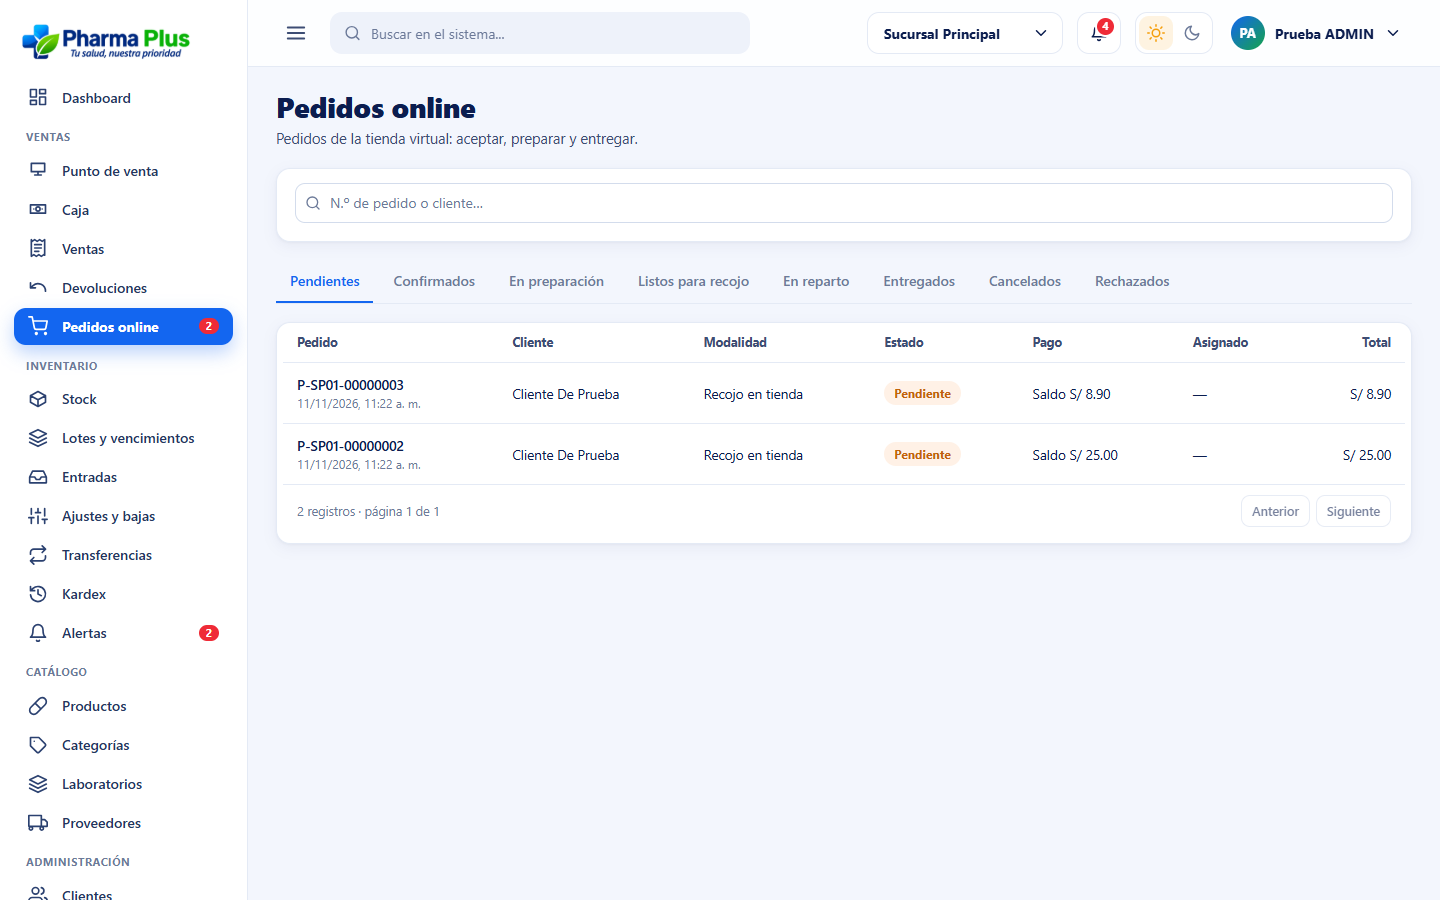 Pharma Plus
Tu salud, nuestra prioridad
Buscar en el sistema...
Sucursal Principal
4
PA
Prueba ADMIN
Dashboard
VENTAS
Punto de venta
Caja
Ventas
Devoluciones
Pedidos online
2
INVENTARIO
Stock
Lotes y vencimientos
Entradas
Ajustes y bajas
Transferencias
Kardex
Alertas
2
CATÁLOGO
Productos
Categorías
Laboratorios
Proveedores
ADMINISTRACIÓN
Clientes
Pedidos online
Pedidos de la tienda virtual: aceptar, preparar y entregar.
N.º de pedido o cliente...
Pendientes Confirmados En preparación Listos para recojo En reparto Entregados Cancelados Rechazados
Pedido Cliente Modalidad Estado Pago Asignado Total
P-SP01-00000003
11/11/2026, 11:22 a. m.
Cliente De Prueba Recojo en tienda Pendiente Saldo S/ 8.90 — S/ 8.90
P-SP01-00000002
11/11/2026, 11:22 a. m.
Cliente De Prueba Recojo en tienda Pendiente Saldo S/ 25.00 — S/ 25.00
2 registros · página 1 de 1
Anterior Siguiente